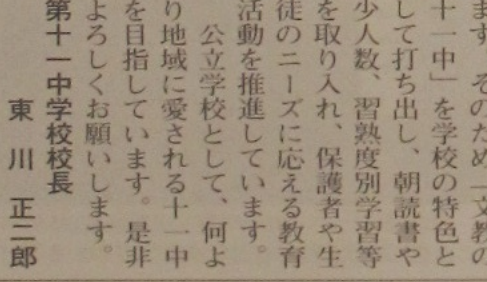 ます。そのため「文教の
十一中」を学校の特色と
して打ち出し、朝読書や
少人数、習熟度別学習等
を取り入れ、保護者や生
徒のニーズに応える教育
活動を推進しています。
公立学校として、何よ
り地域に愛される十一中
を目指しています。是非
よろしくお願いします。
第十一中学校校長
東川 正二郎